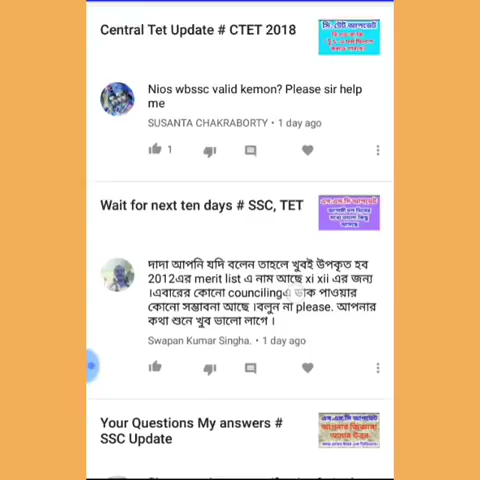 Central Tet Update # CTET 2018
Nios wbssc valid kemon? Please sir help
me
SUSANTA CHAKRABORTY • 1 day ago
1
Wait for next ten days # SSC, TET
দাদা আপনি যদি বলেন তাহলে খুবই উপকৃত হব
2012এর merit list এ নাম আছে xi xii এর জন্য
।এবারের কোনো counciling এ ডাক পাওয়ার
কোনো সম্ভাবনা আছে ।বলুন না please. আপনার
কথা শুনে খুব ভালো লাগে ।
Swapan Kumar Singha. • 1 day ago
Your Questions My answers #
SSC Update